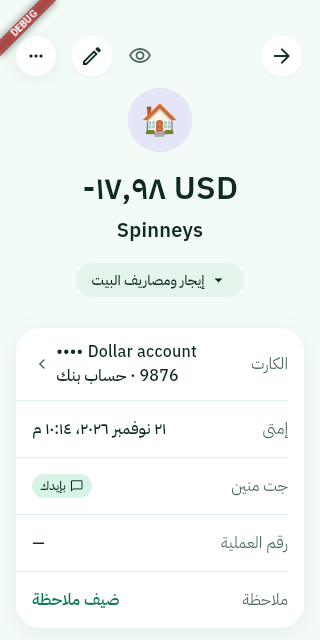 DEBUG
-١٧,٩٨ USD
Spinneys
إيجار ومصاريف البيت
الكارت
•••• Dollar account
9876 · حساب بنك
إمتى
٢١ نوفمبر ٢٠٢٦، ١٠:١٤ م
جت منين
بإيدك
رقم العملية
—
ملاحظة
ضيف ملاحظة